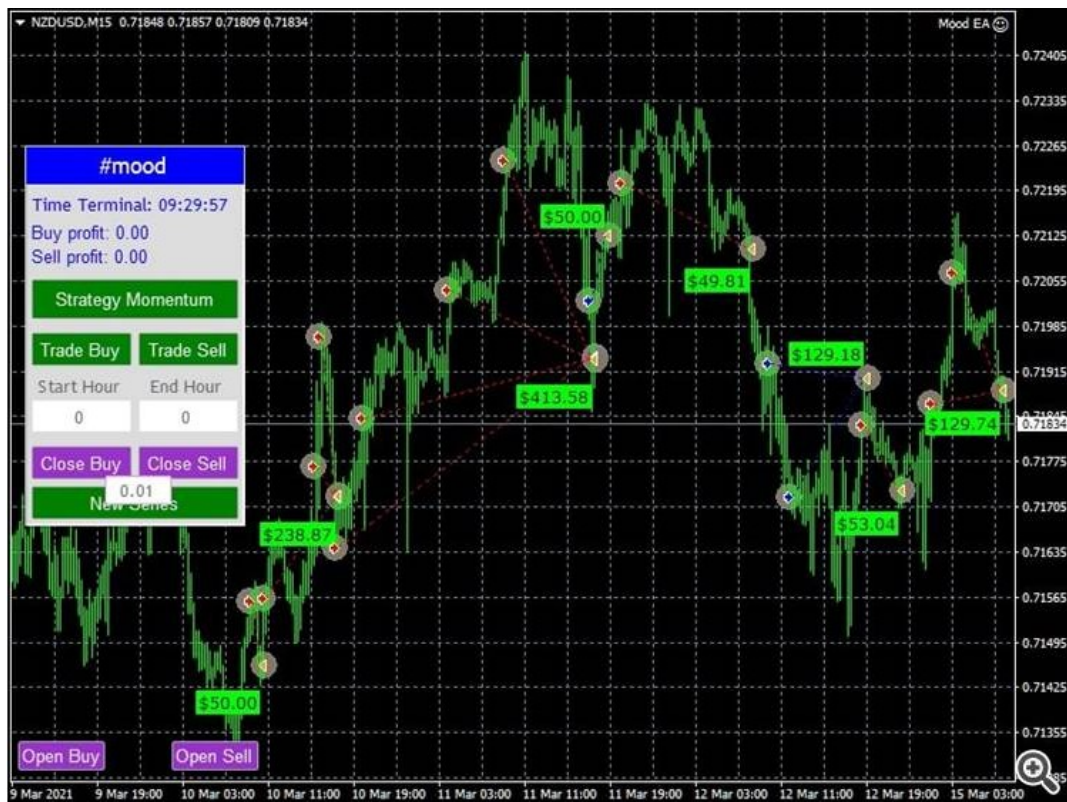 NZDUSD,M15 0.71848 0.71857 0.71809 0.71834
Mood EA
#mood
Time Terminal: 09:29:57
Buy profit: 0.00
Sell profit: 0.00
Strategy Momentum
Trade Buy Trade Sell
Start Hour End Hour
0 0
Close Buy Close Sell
0.01
New Series
Open Buy Open Sell
$50.00
$238.87
$413.58
$50.00
$49.81
$129.18
$53.04
$129.74
0.72405
0.72335
0.72265
0.72195
0.72125
0.72055
0.71985
0.71915
0.71834
0.71775
0.71705
0.71635
0.71565
0.71495
0.71425
0.71355
9 Mar 2021 9 Mar 19:00 10 Mar 03:00 10 Mar 11:00 10 Mar 19:00 11 Mar 03:00 11 Mar 11:00 11 Mar 19:00 12 Mar 03:00 12 Mar 11:00 12 Mar 19:00 15 Mar 03:00